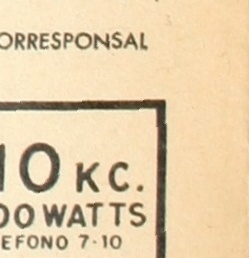 ORRESPONSAL
10 KC.
00 WATTS
EFONO 7-10